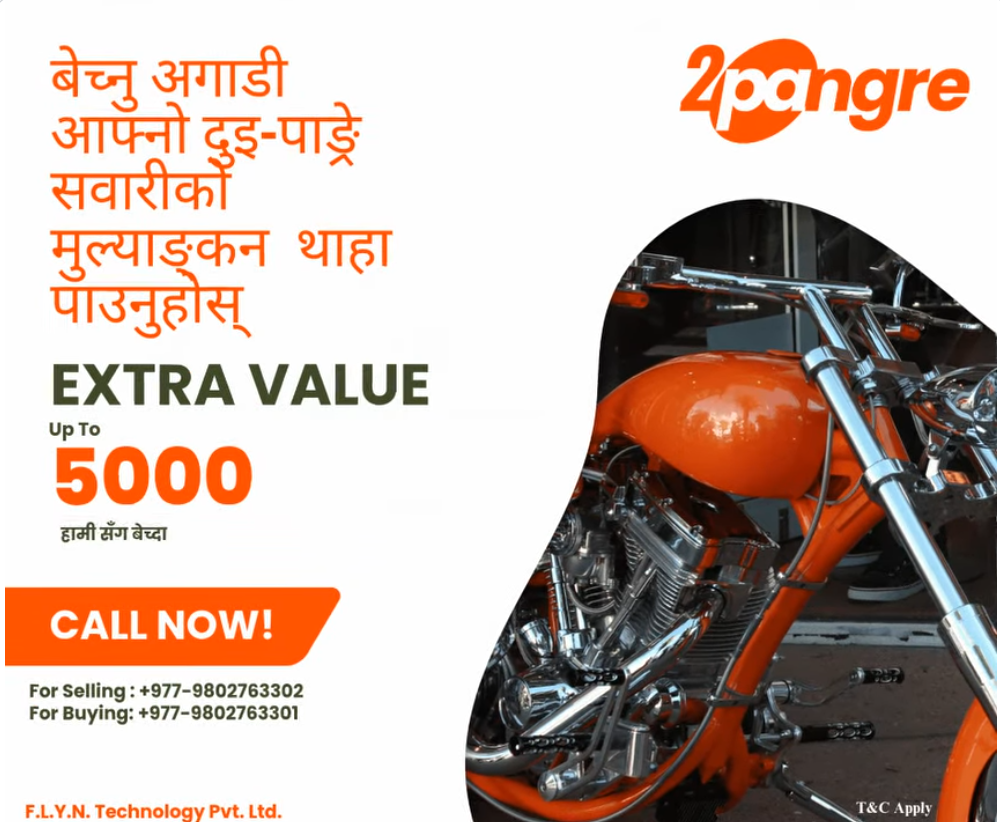 2pangre
बेच्नु अगाडी
आफ्नो दुइ-पाङ्रे
सवारीको
मुल्याङ्कन थाहा
पाउनुहोस्
EXTRA VALUE
Up To
5000
हामी सँग बेच्दा
CALL NOW!
For Selling : +977-9802763302
For Buying: +977-9802763301
F.L.Y.N. Technology Pvt. Ltd.
T&C Apply